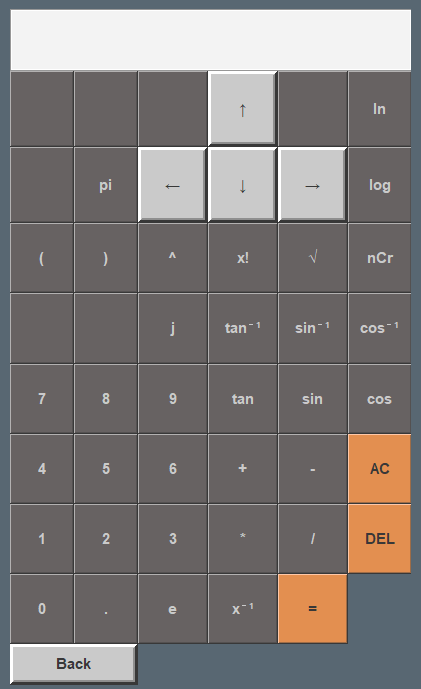 ↑ ln
pi ← ↓ → log
( ) ^ x! √ nCr
j tan⁻¹ sin⁻¹ cos⁻¹
7 8 9 tan sin cos
4 5 6 + - AC
1 2 3 * / DEL
0 . e x⁻¹ =
Back